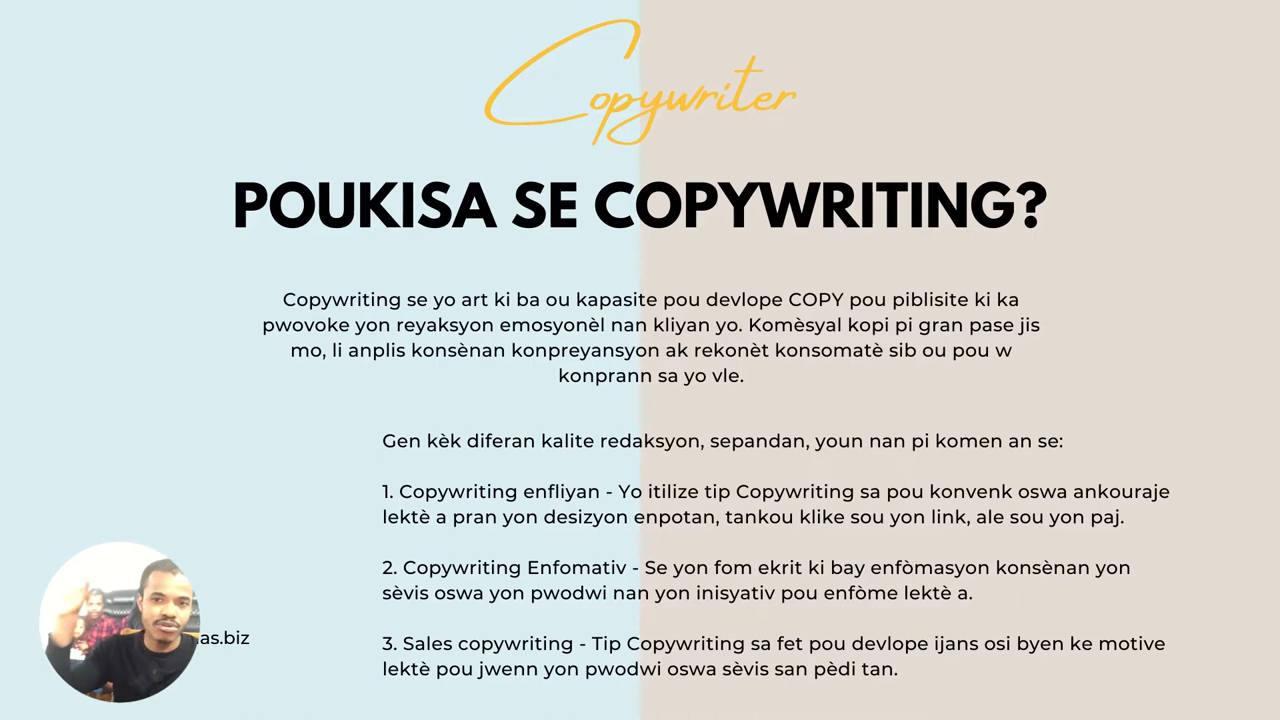 Copywriter
POUKISA SE COPYWRITING?
Copywriting se yo art ki ba ou kapasite pou devlope COPY pou piblisite ki ka
pwovoke yon reyaksyon emosyonèl nan kliyan yo. Komèsyal kopi pi gran pase jis
mo, li anplis konsènan konpreyansyon ak rekonèt konsomatè sib ou pou w
konprann sa yo vle.
Gen kèk diferan kalite redaksyon, sepandan, youn nan pi komen an se:
1. Copywriting enfliyan - Yo itilize tip Copywriting sa pou konvenk oswa ankouraje
lektè a pran yon desizyon enpotan, tankou klike sou yon link, ale sou yon paj.
2. Copywriting Enfomativ - Se yon fom ekrit ki bay enfòmasyon konsènan yon
sèvis oswa yon pwodwi nan yon inisyativ pou enfòme lektè a.
3. Sales copywriting - Tip Copywriting sa fet pou devlope ijans osi byen ke motive
lektè pou jwenn yon pwodwi oswa sèvis san pèdi tan.
as.biz